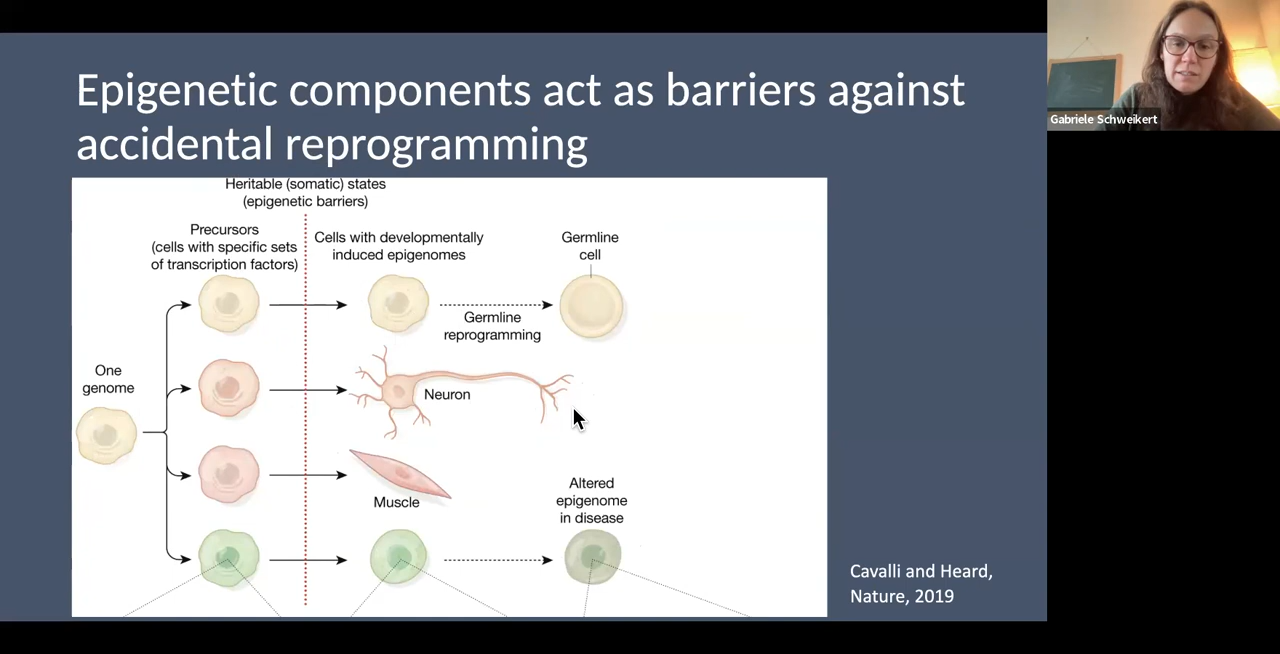 Epigenetic components act as barriers against
accidental reprogramming
Gabriele Schweikert
Heritable (somatic) states
(epigenetic barriers)
Precursors
(cells with specific sets
of transcription factors)
Cells with developmentally
induced epigenomes
Germline
cell
Germline
reprogramming
One
genome
Neuron
Muscle
Altered
epigenome
in disease
Cavalli and Heard,
Nature, 2019